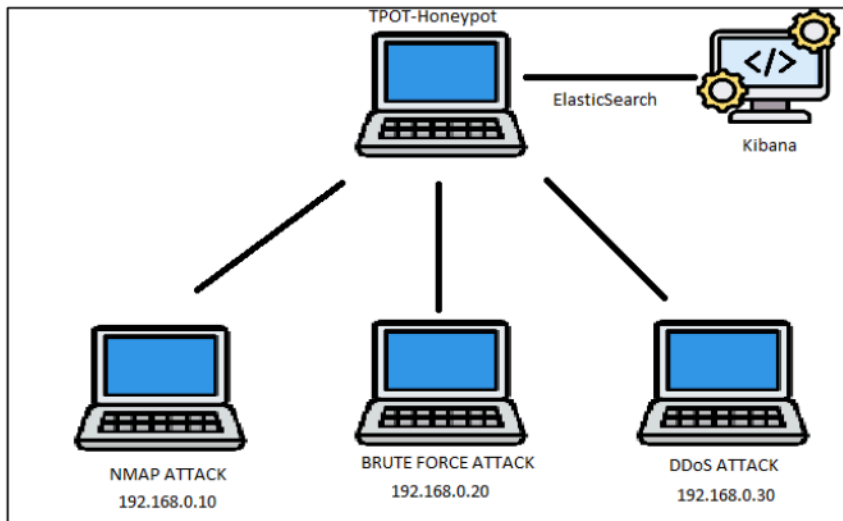 TPOT-Honeypot
</>
ElasticSearch
Kibana
NMAP ATTACK
192.168.0.10
BRUTE FORCE ATTACK
192.168.0.20
DDoS ATTACK
192.168.0.30